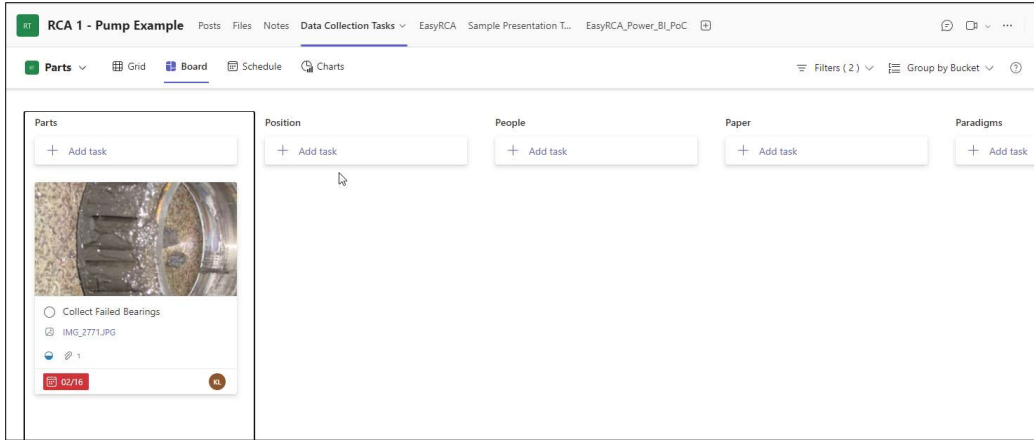 RT RCA 1 - Pump Example Posts Files Notes Data Collection Tasks EasyRCA Sample Presentation T... EasyRCA_Power_BI_PoC
Parts Grid Board Schedule Charts Filters ( 2 ) Group by Bucket
Parts Position People Paper Paradigms
Add task Add task Add task Add task Add task
Collect Failed Bearings
IMG_2771.JPG
1
02/16 KL